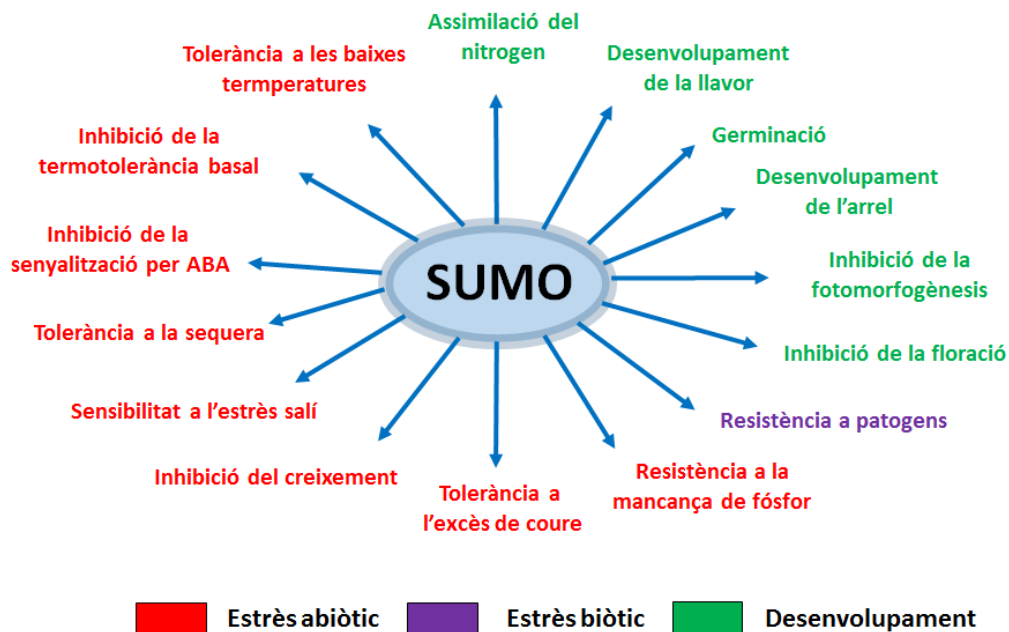 Assimilació del
nitrogen
Tolerància a les baixes
termperatures
Desenvolupament
de la llavor
Inhibició de la
termotolerància basal
Germinació
Desenvolupament
de l'arrel
Inhibició de la
senyalització per ABA
SUMO
Inhibició de la
fotomorfogènesis
Tolerància a la sequera
Inhibició de la floració
Sensibilitat a l'estrès salí
Resistència a patogens
Inhibició del creixement
Tolerància a
l'excès de coure
Resistència a la
mancança de fósfor
Estrès abiòtic
Estrès biòtic
Desenvolupament